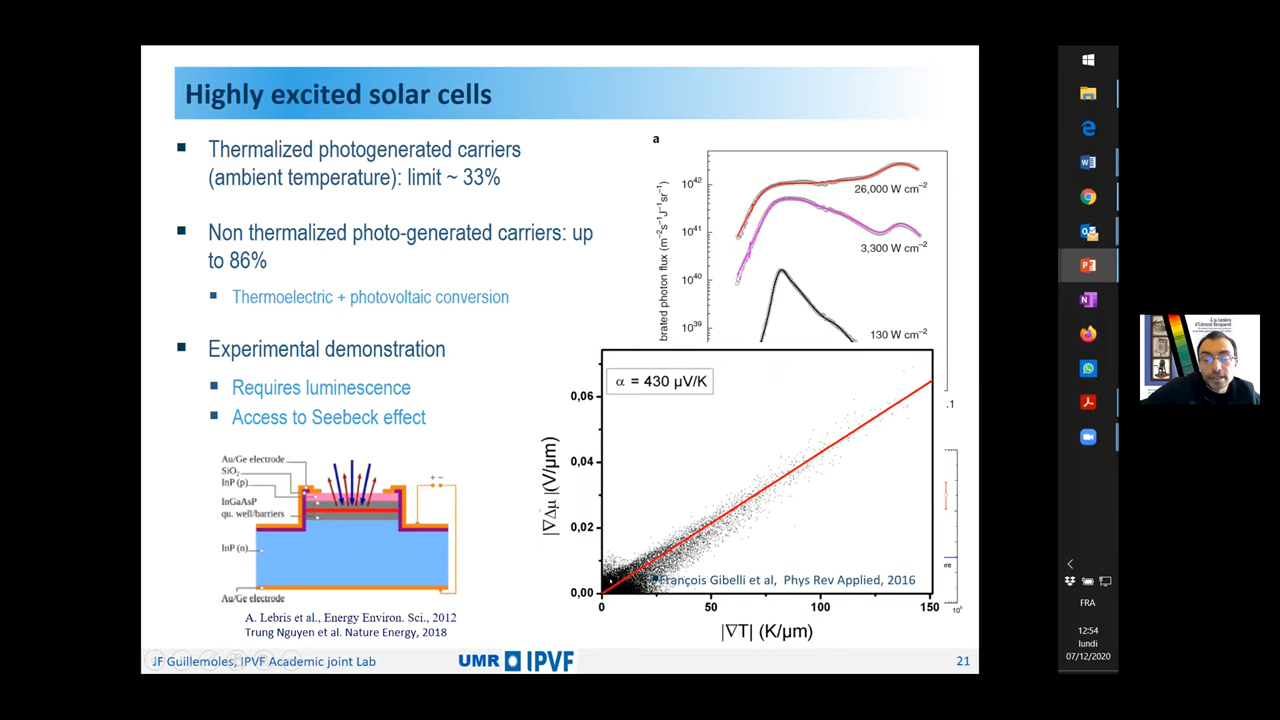 Highly excited solar cells
Thermalized photogenerated carriers
(ambient temperature): limit ~ 33%
Non thermalized photo-generated carriers: up
to 86%
Thermoelectric + photovoltaic conversion
Experimental demonstration
Requires luminescence
Access to Seebeck effect
Au/Ge electrode
SiO₂
InP (p)
InGaAsP
qu. well/barriers
InP (n)
Au/Ge electrode
+ -
A. Lebris et al., Energy Environ. Sci., 2012
Trung Nguyen et al. Nature Energy, 2018
a
brated photon flux (m⁻²s⁻¹J⁻¹sr⁻¹)
10⁴²
10⁴¹
10⁴⁰
10³⁹
26,000 W cm⁻²
3,300 W cm⁻²
130 W cm⁻²
.1
α = 430 µV/K
|∇Δµ |(V/µm)
0,06
0,04
0,02
0,00
0
50
100
150
|∇T| (K/µm)
François Gibelli et al, Phys Rev Applied, 2016
JF Guillemoles, IPVF Academic joint Lab
UMR IPVF
21
FRA
12:54
lundi
07/12/2020
À la lumière
d'Edmond Becquerel